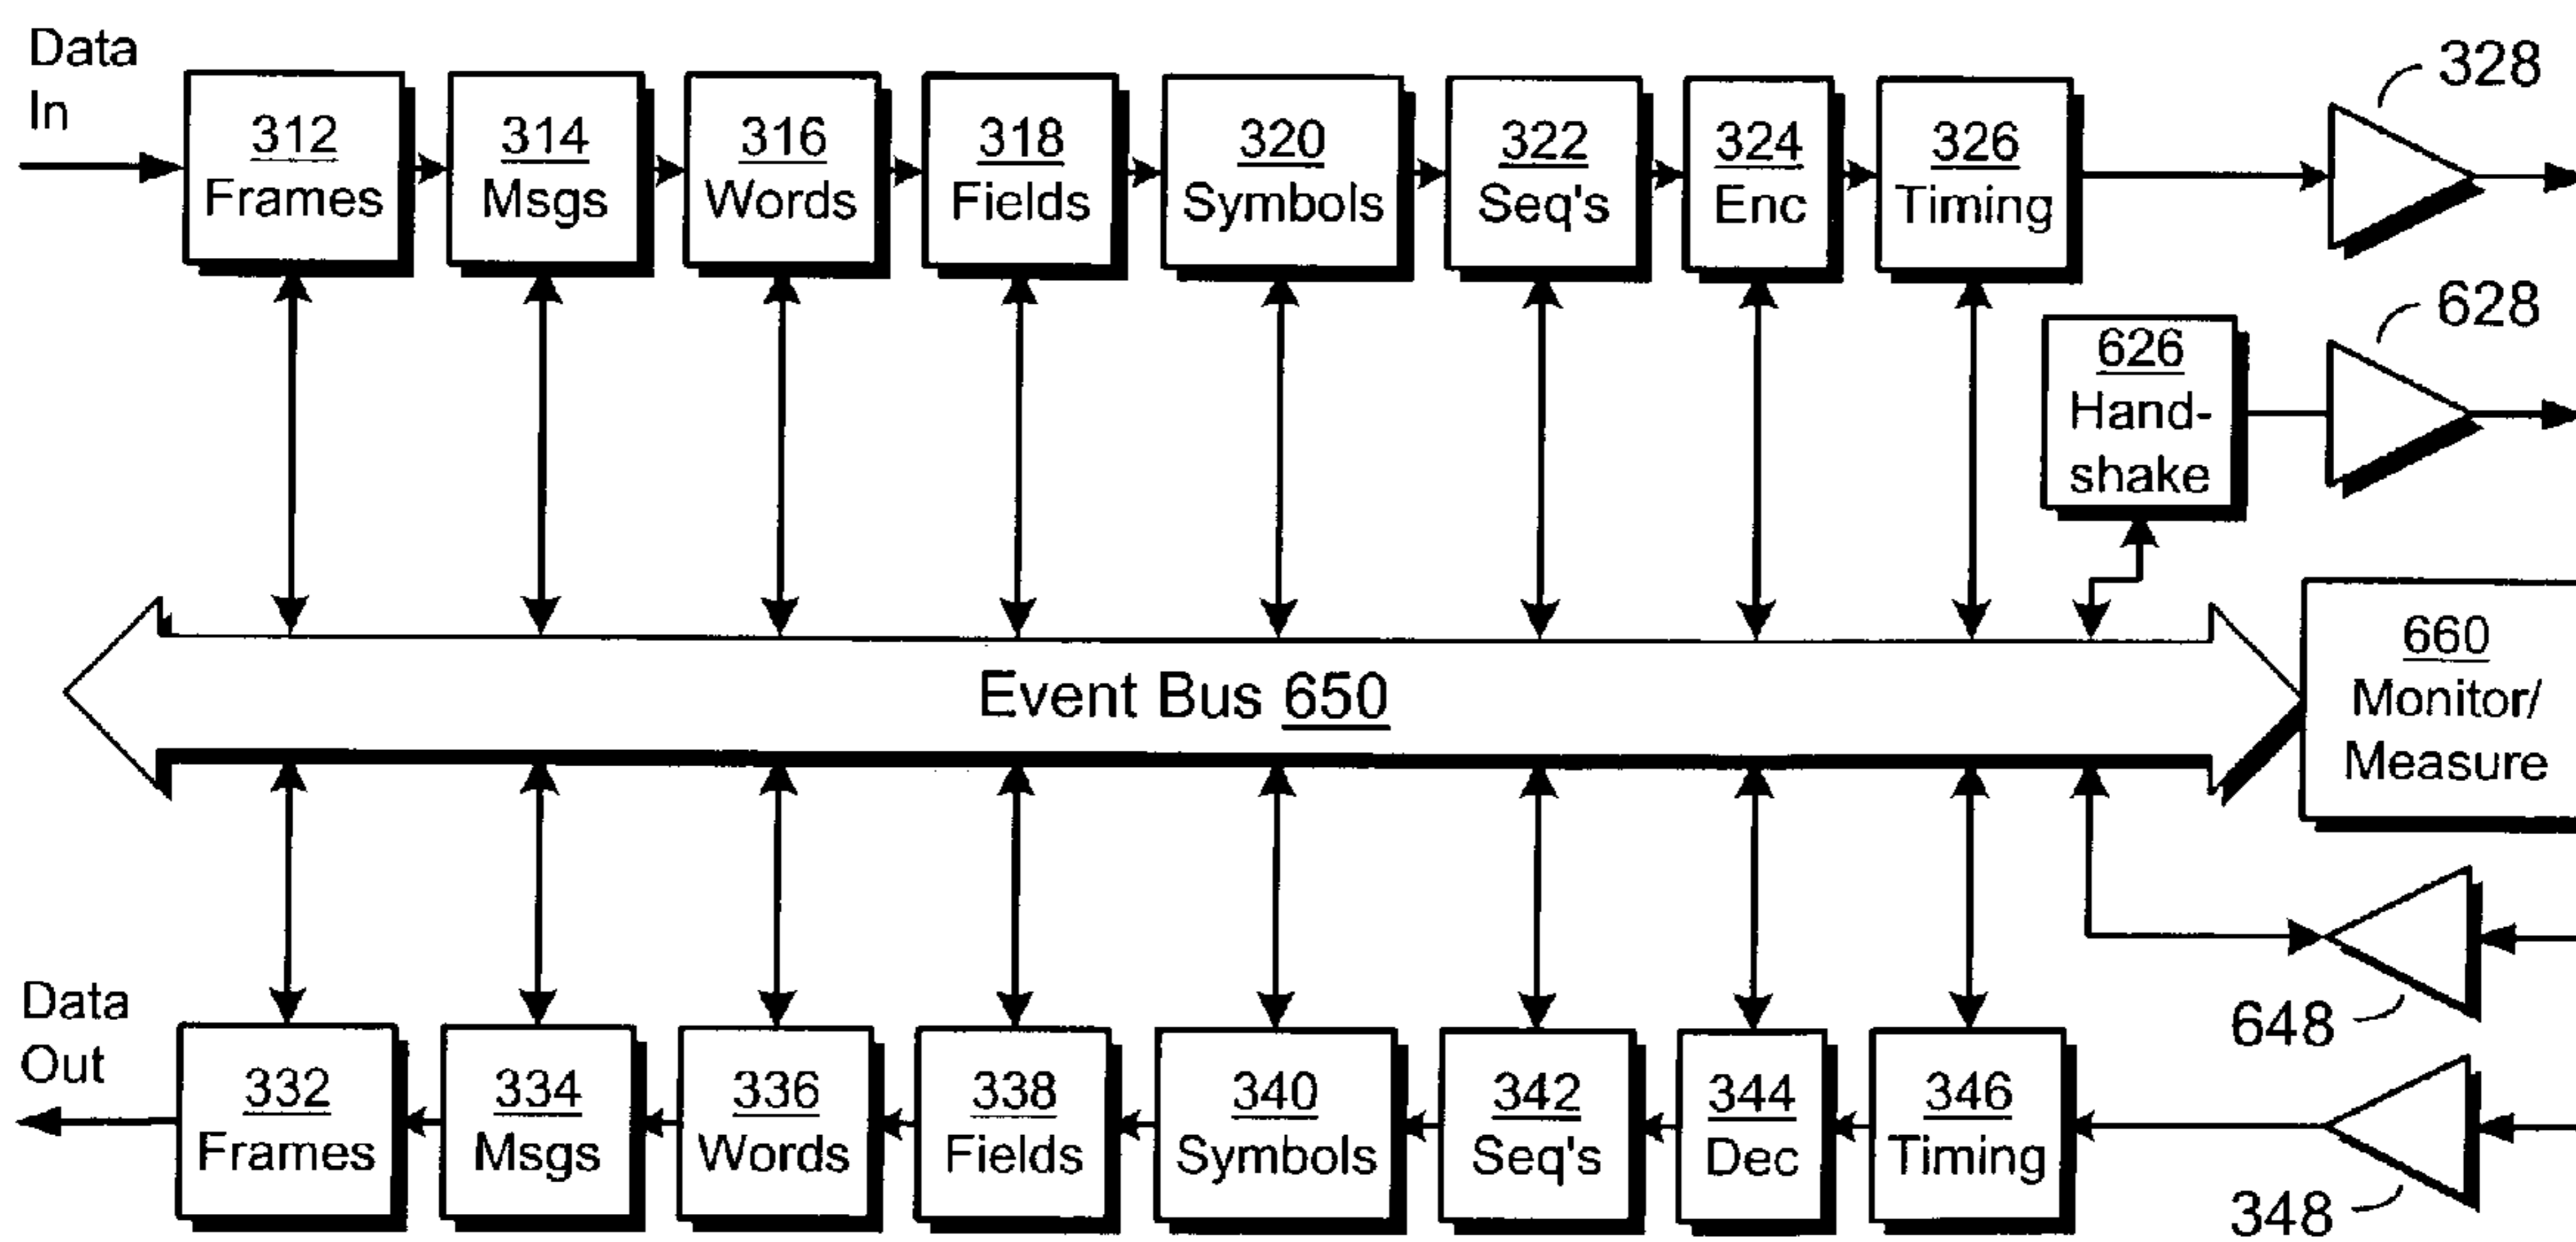 Data
In
312
Frames
314
Msgs
316
Words
318
Fields
320
Symbols
322
Seq's
324
Enc
326
Timing
328
626
Hand-
shake
628
Event Bus 650
660
Monitor/
Measure
648
Data
Out
332
Frames
334
Msgs
336
Words
338
Fields
340
Symbols
342
Seq's
344
Dec
346
Timing
348